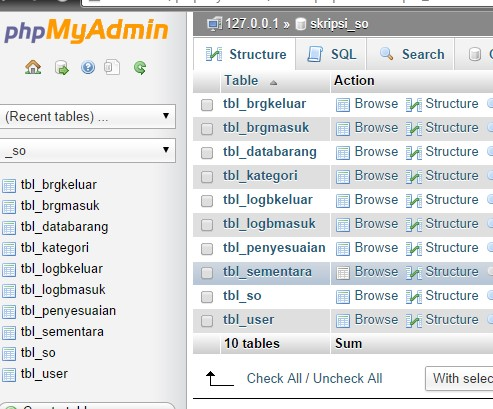 phpMyAdmin
(Recent tables) ...
_so
tbl_brgkeluar
tbl_brgmasuk
tbl_databarang
tbl_kategori
tbl_logbkeluar
tbl_logbmasuk
tbl_penyesuaian
tbl_sementara
tbl_so
tbl_user
127.0.0.1 » skripsi_so
Structure SQL Search
Table Action
tbl_brgkeluar Browse Structure
tbl_brgmasuk Browse Structure
tbl_databarang Browse Structure
tbl_kategori Browse Structure
tbl_logbkeluar Browse Structure
tbl_logbmasuk Browse Structure
tbl_penyesuaian Browse Structure
tbl_sementara Browse Structure
tbl_so Browse Structure
tbl_user Browse Structure
10 tables Sum
Check All / Uncheck All With selec